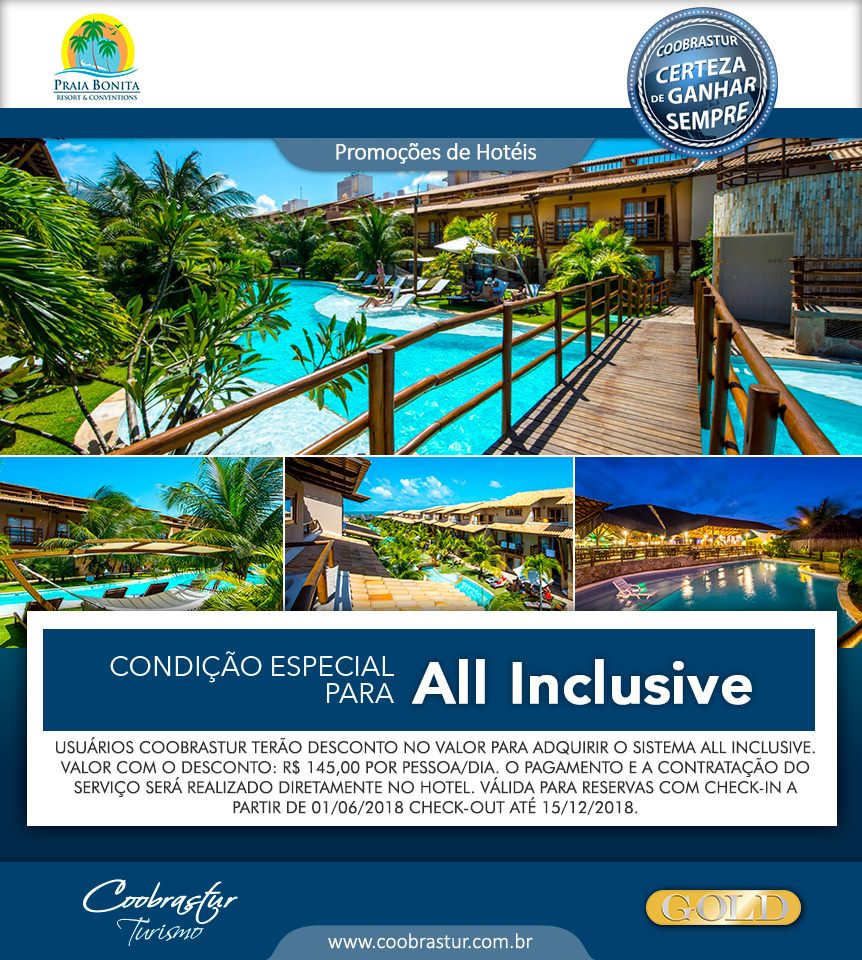 PRAIA BONITA
RESORT & CONVENTIONS
COOBRASTUR
CERTEZA
DE GANHAR
SEMPRE
Promoções de Hotéis
CONDIÇÃO ESPECIAL
PARA All Inclusive
USUÁRIOS COOBRASTUR TERÃO DESCONTO NO VALOR PARA ADQUIRIR O SISTEMA ALL INCLUSIVE.
VALOR COM O DESCONTO: R$ 145,00 POR PESSOA/DIA. O PAGAMENTO E A CONTRATAÇÃO DO
SERVIÇO SERÁ REALIZADO DIRETAMENTE NO HOTEL. VÁLIDA PARA RESERVAS COM CHECK-IN A
PARTIR DE 01/06/2018 CHECK-OUT ATÉ 15/12/2018.
Coobrastur
Turismo
GOLD
www.coobrastur.com.br